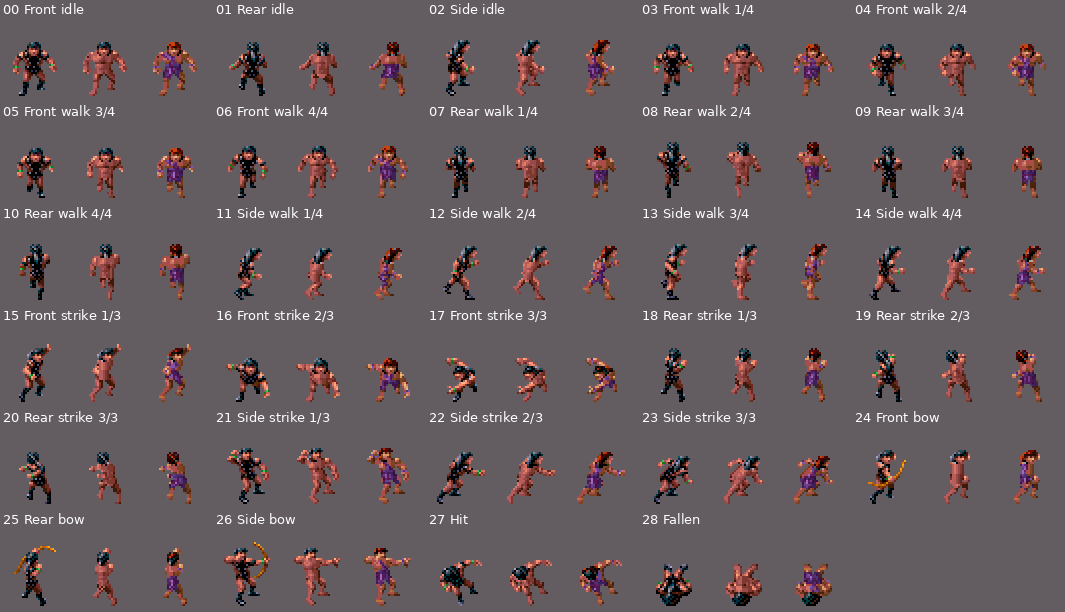 00 Front idle
01 Rear idle
02 Side idle
03 Front walk 1/4
04 Front walk 2/4
05 Front walk 3/4
06 Front walk 4/4
07 Rear walk 1/4
08 Rear walk 2/4
09 Rear walk 3/4
10 Rear walk 4/4
11 Side walk 1/4
12 Side walk 2/4
13 Side walk 3/4
14 Side walk 4/4
15 Front strike 1/3
16 Front strike 2/3
17 Front strike 3/3
18 Rear strike 1/3
19 Rear strike 2/3
20 Rear strike 3/3
21 Side strike 1/3
22 Side strike 2/3
23 Side strike 3/3
24 Front bow
25 Rear bow
26 Side bow
27 Hit
28 Fallen